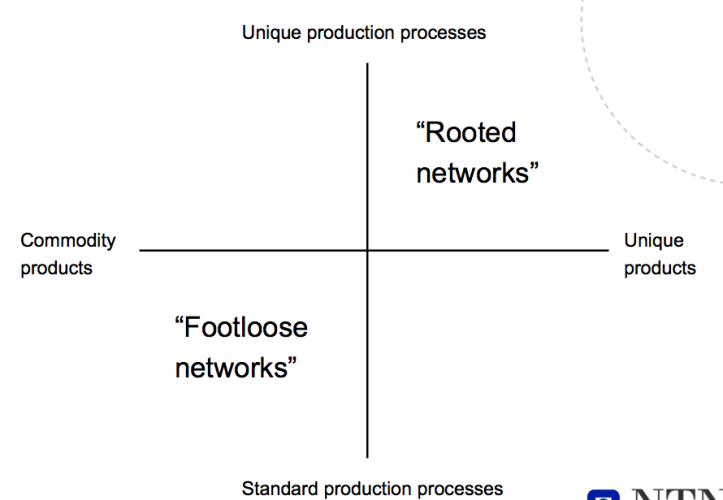 Unique production processes
“Rooted
networks”
Commodity
products
Unique
products
“Footloose
networks”
Standard production processes